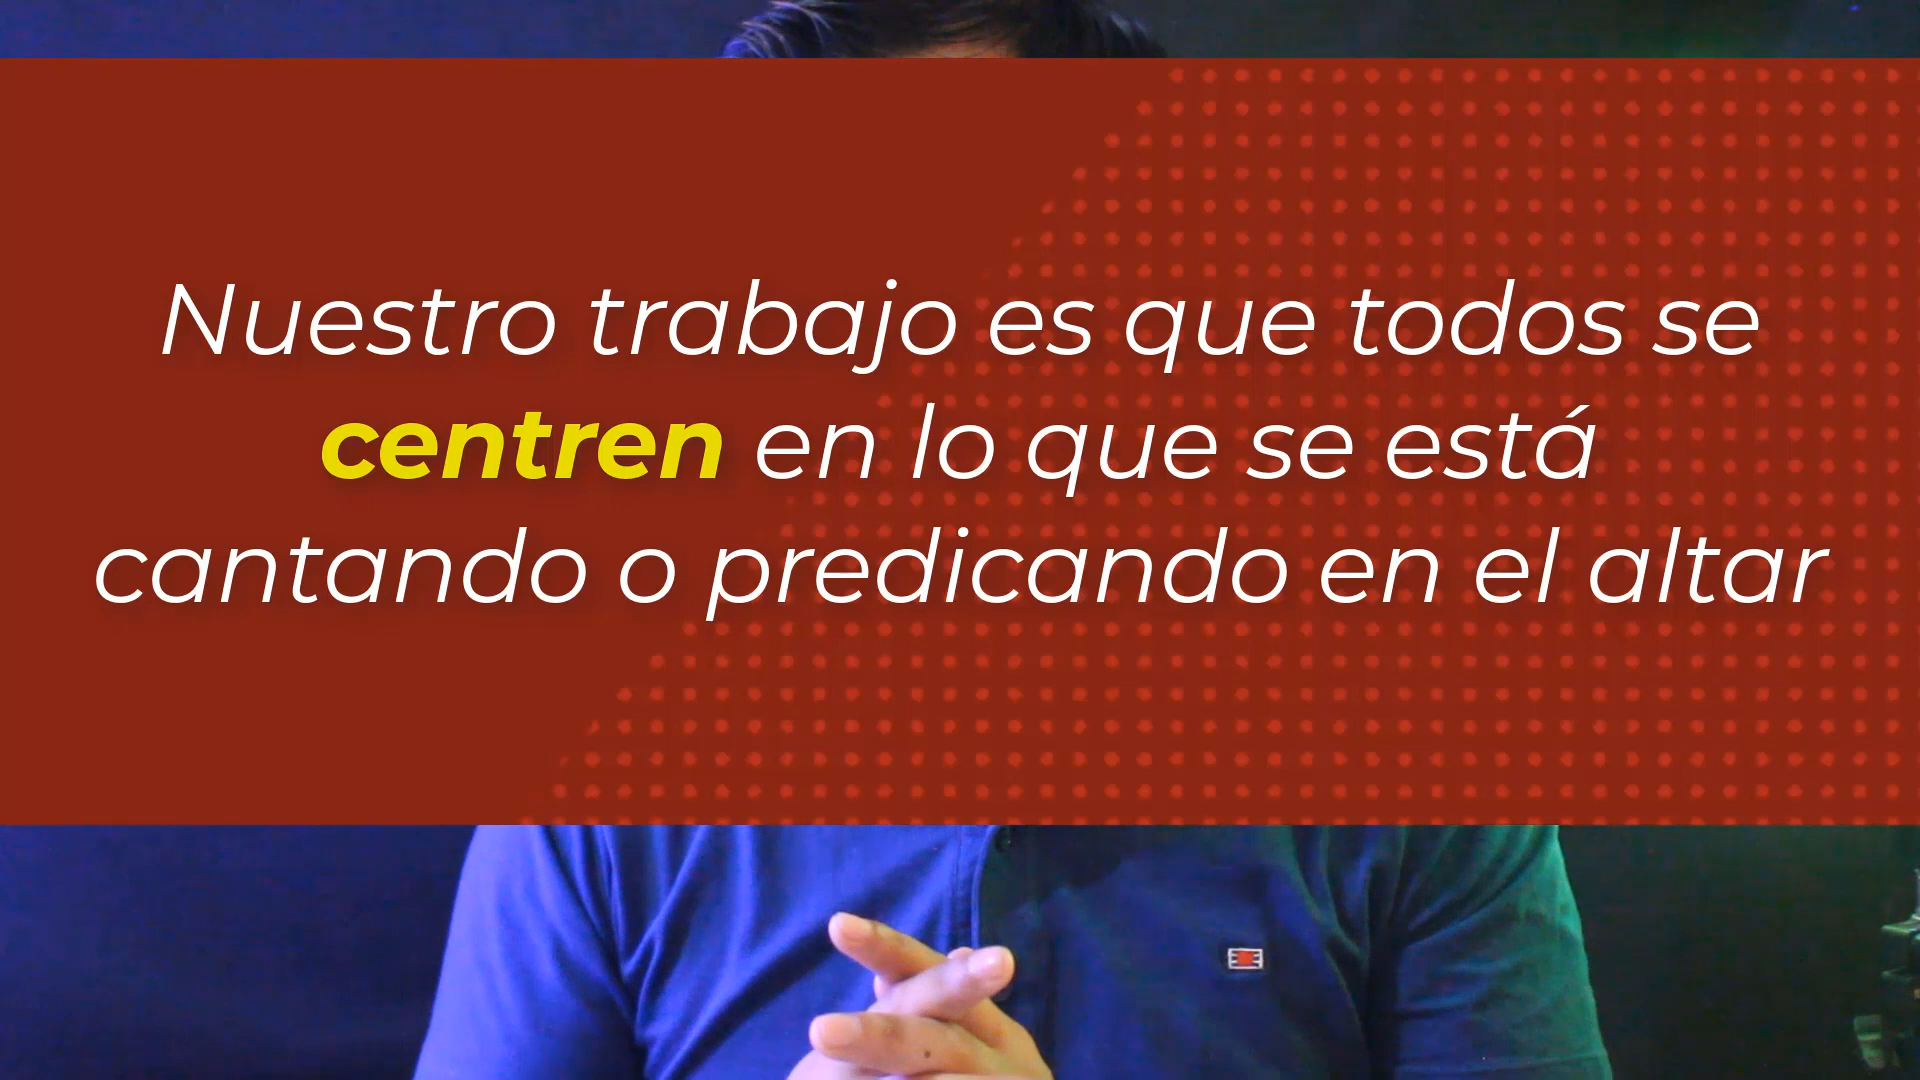 Nuestro trabajo es que todos se
centren en lo que se está
cantando o predicando en el altar